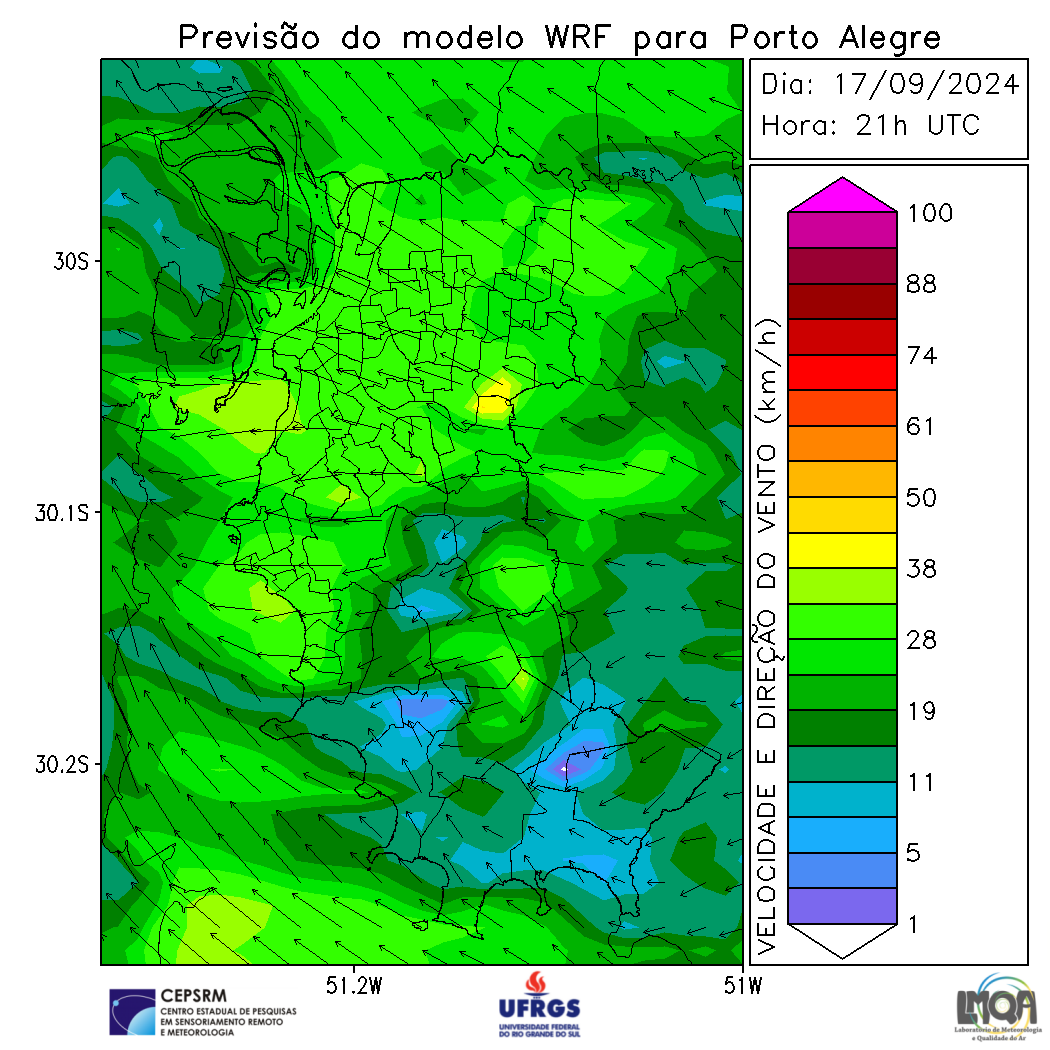 Previsão do modelo WRF para Porto Alegre
Dia: 17/09/2024
Hora: 21h UTC
30S
30.1S
30.2S
51.2W
51W
VELOCIDADE E DIREÇÃO DO VENTO (km/h)
100
88
74
61
50
38
28
19
11
5
1
CEPSRM
CENTRO ESTADUAL DE PESQUISAS
EM SENSORIAMENTO REMOTO
E METEOROLOGIA
UFRGS
UNIVERSIDADE FEDERAL
DO RIO GRANDE DO SUL
LMQA
Laboratório de Meteorologia
e Qualidade do Ar